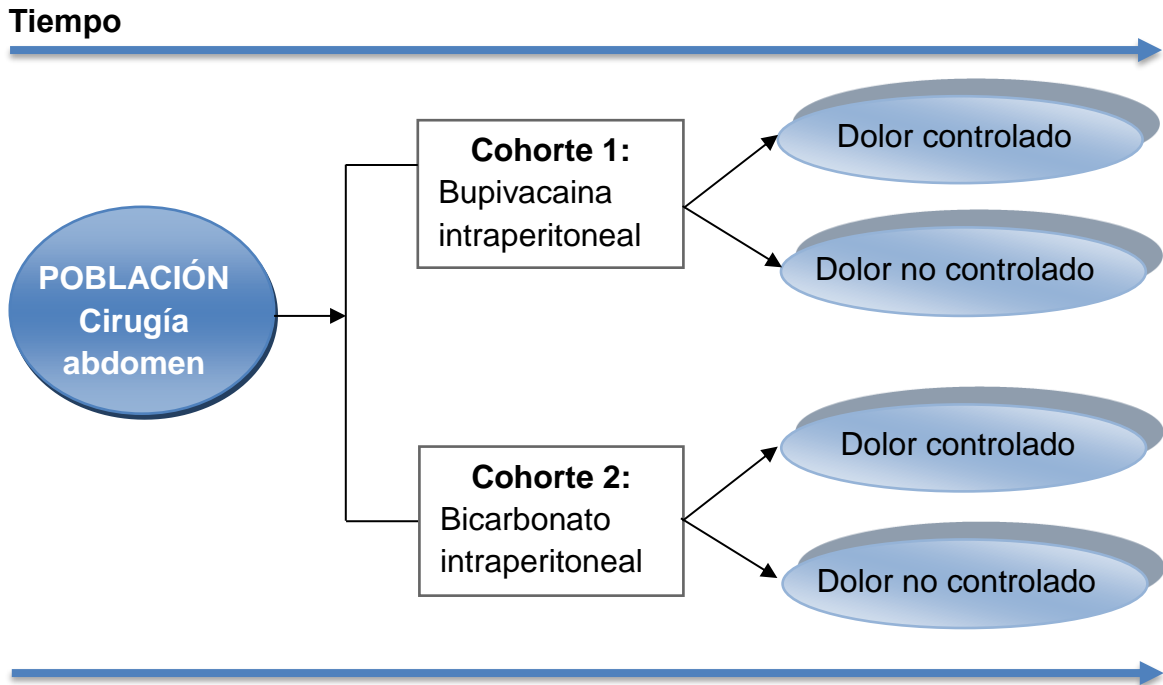 Tiempo
POBLACIÓN
Cirugía
abdomen
Cohorte 1:
Bupivacaina
intraperitoneal
Dolor controlado
Dolor no controlado
Cohorte 2:
Bicarbonato
intraperitoneal
Dolor controlado
Dolor no controlado